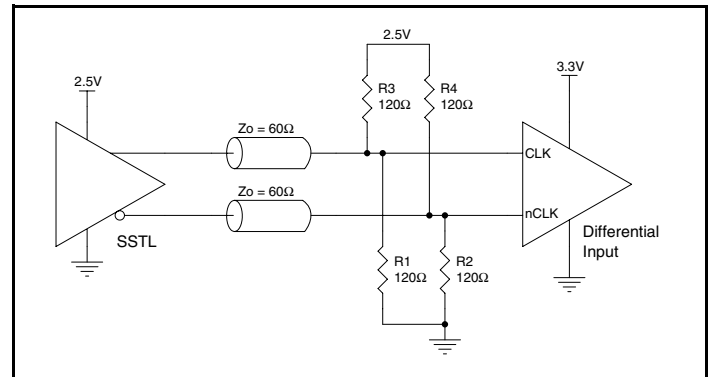 2.5V
3.3V
2.5V
R3
120Ω
R4
120Ω
Zo = 60Ω
CLK
Zo = 60Ω
nCLK
SSTL
Differential
Input
R1
120Ω
R2
120Ω